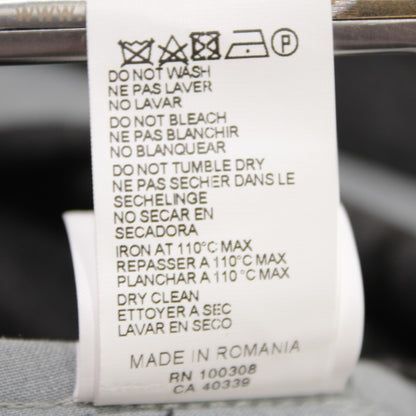 www.
P
DO NOT WASH
NE PAS LAVER
NO LAVAR
DO NOT BLEACH
NE PAS BLANCHIR
NO BLANQUEAR
DO NOT TUMBLE DRY
NE PAS SECHER DANS LE
SECHELINGE
NO SECAR EN
SECADORA
IRON AT 110°C MAX
REPASSER A 110°C MAX
PLANCHAR A 110°C MAX
DRY CLEAN
ETTOYER A SEC
LAVAR EN SECO
MADE IN ROMANIA
RN 100308
CA 40339